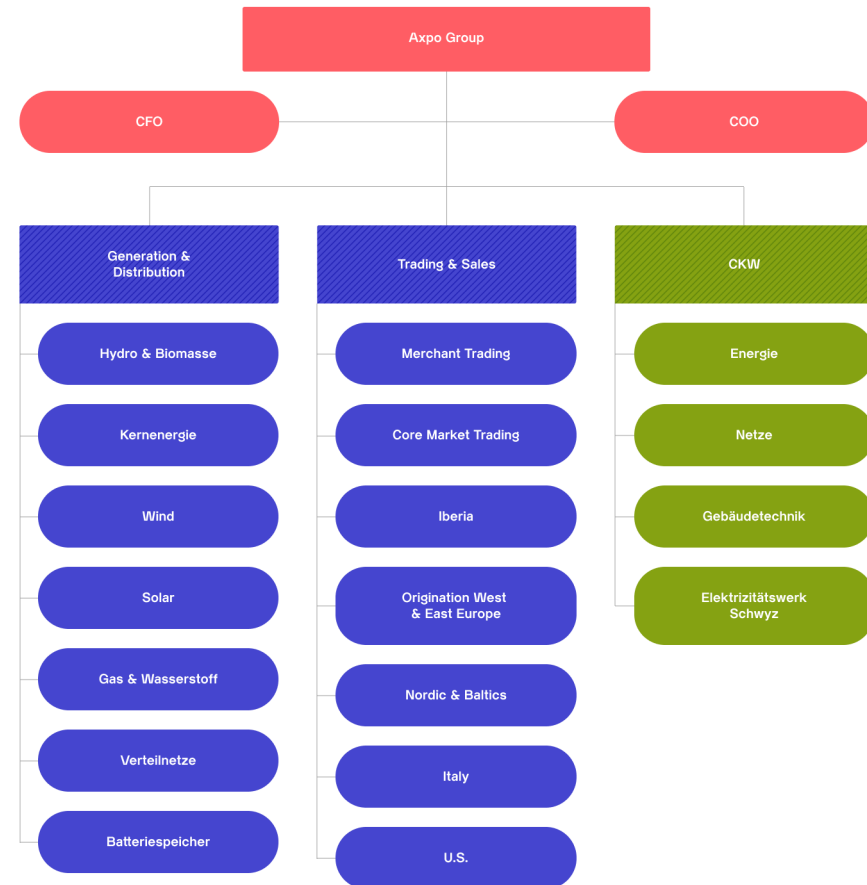 Axpo Group
CFO
COO
Generation &
Distribution
Hydro & Biomasse
Kernenergie
Wind
Solar
Gas & Wasserstoff
Verteilnetze
Batteriespeicher
Trading & Sales
Merchant Trading
Core Market Trading
Iberia
Origination West
& East Europe
Nordic & Baltics
Italy
U.S.
CKW
Energie
Netze
Gebäudetechnik
Elektrizitätswerk
Schwyz